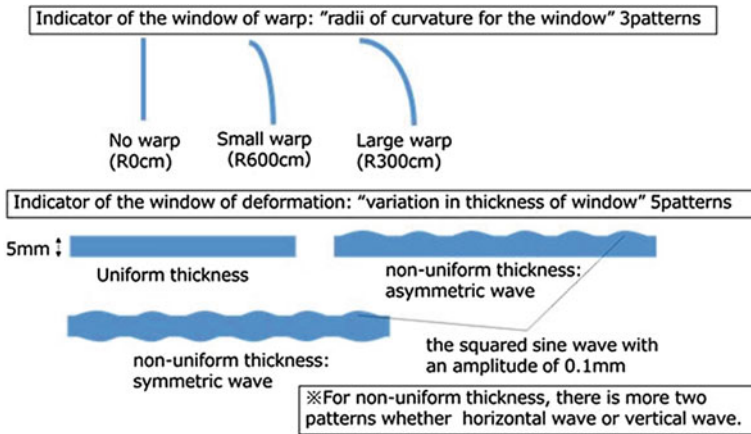 Indicator of the window of warp: ”radii of curvature for the window” 3patterns
No warp
(R0cm)
Small warp
(R600cm)
Large warp
(R300cm)
Indicator of the window of deformation: “variation in thickness of window” 5patterns
5mm
Uniform thickness
non-uniform thickness:
asymmetric wave
non-uniform thickness:
symmetric wave
the squared sine wave with
an amplitude of 0.1mm
※For non-uniform thickness, there is more two
patterns whether horizontal wave or vertical wave.